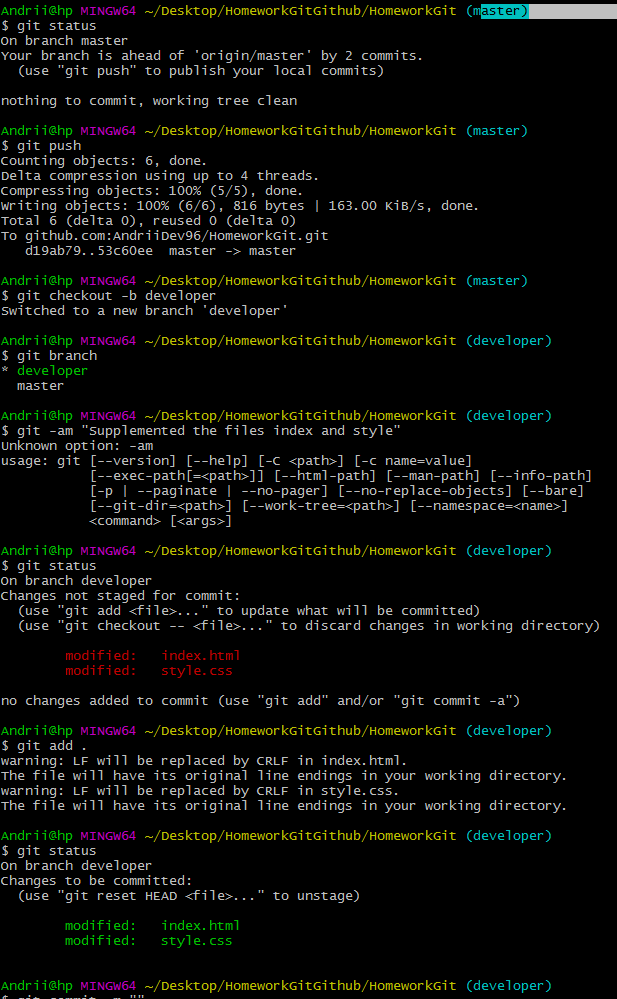 Andrii@hp MINGW64 ~/Desktop/HomeworkGitGithub/HomeworkGit (master)
$ git status
On branch master
Your branch is ahead of 'origin/master' by 2 commits.
  (use "git push" to publish your local commits)

nothing to commit, working tree clean

Andrii@hp MINGW64 ~/Desktop/HomeworkGitGithub/HomeworkGit (master)
$ git push
Counting objects: 6, done.
Delta compression using up to 4 threads.
Compressing objects: 100% (5/5), done.
Writing objects: 100% (6/6), 816 bytes | 163.00 KiB/s, done.
Total 6 (delta 0), reused 0 (delta 0)
To github.com:AndriiDev96/HomeworkGit.git
   d19ab79..53c60ee  master -> master

Andrii@hp MINGW64 ~/Desktop/HomeworkGitGithub/HomeworkGit (master)
$ git checkout -b developer
Switched to a new branch 'developer'

Andrii@hp MINGW64 ~/Desktop/HomeworkGitGithub/HomeworkGit (developer)
$ git branch
* developer
  master

Andrii@hp MINGW64 ~/Desktop/HomeworkGitGithub/HomeworkGit (developer)
$ git -am "Supplemented the files index and style"
Unknown option: -am
usage: git [--version] [--help] [-C <path>] [-c name=value]
           [--exec-path[=<path>]] [--html-path] [--man-path] [--info-path]
           [-p | --paginate | --no-pager] [--no-replace-objects] [--bare]
           [--git-dir=<path>] [--work-tree=<path>] [--namespace=<name>]
           <command> [<args>]

Andrii@hp MINGW64 ~/Desktop/HomeworkGitGithub/HomeworkGit (developer)
$ git status
On branch developer
Changes not staged for commit:
  (use "git add <file>..." to update what will be committed)
  (use "git checkout -- <file>..." to discard changes in working directory)

        modified:   index.html
        modified:   style.css

no changes added to commit (use "git add" and/or "git commit -a")

Andrii@hp MINGW64 ~/Desktop/HomeworkGitGithub/HomeworkGit (developer)
$ git add .
warning: LF will be replaced by CRLF in index.html.
The file will have its original line endings in your working directory.
warning: LF will be replaced by CRLF in style.css.
The file will have its original line endings in your working directory.

Andrii@hp MINGW64 ~/Desktop/HomeworkGitGithub/HomeworkGit (developer)
$ git status
On branch developer
Changes to be committed:
  (use "git reset HEAD <file>..." to unstage)

        modified:   index.html
        modified:   style.css

Andrii@hp MINGW64 ~/Desktop/HomeworkGitGithub/HomeworkGit (developer)
$ git commit -m ""